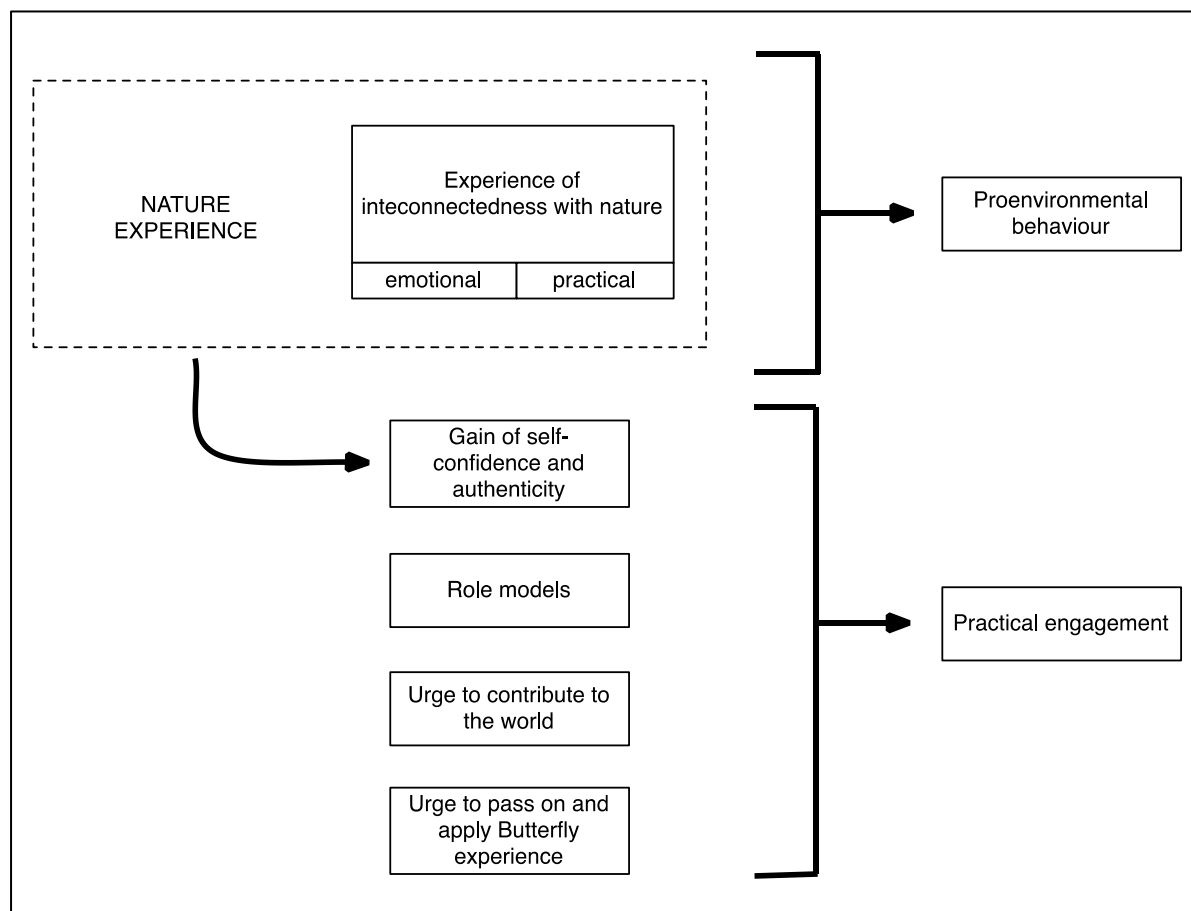 NATURE
EXPERIENCE
Experience of
inteconnectedness with nature
emotional
practical
Proenvironmental
behaviour
Gain of self-
confidence and
authenticity
Role models
Urge to contribute to
the world
Urge to pass on and
apply Butterfly
experience
Practical engagement